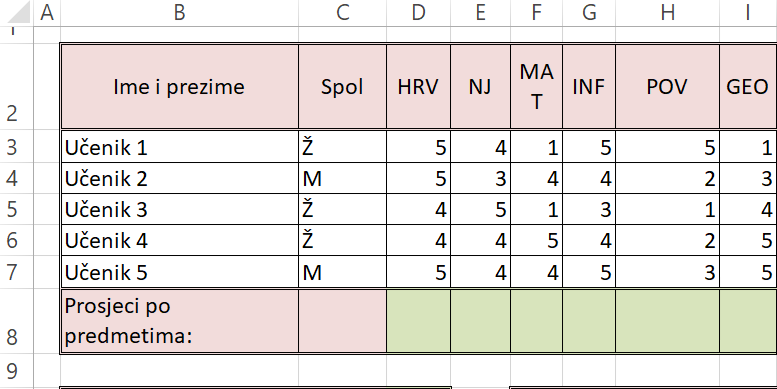 A B C D E F G H I
1
2 Ime i prezime Spol HRV NJ MA INF POV GEO
T
3 Učenik 1 Ž 5 4 1 5 5 1
4 Učenik 2 M 5 3 4 4 2 3
5 Učenik 3 Ž 4 5 1 3 1 4
6 Učenik 4 Ž 4 4 5 4 2 5
7 Učenik 5 M 5 4 4 5 3 5
8 Prosjeci po
predmetima:
9